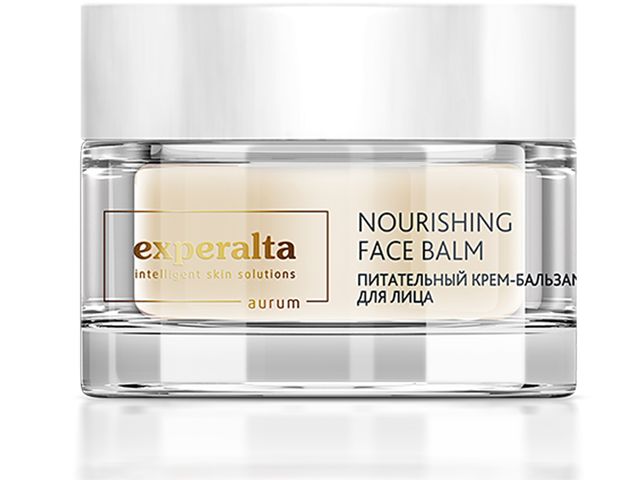 experalta
intelligent skin solutions
aurum
NOURISHING
FACE BALM
ПИТАТЕЛЬНЫЙ КРЕМ-БАЛЬЗАМ
ДЛЯ ЛИЦА